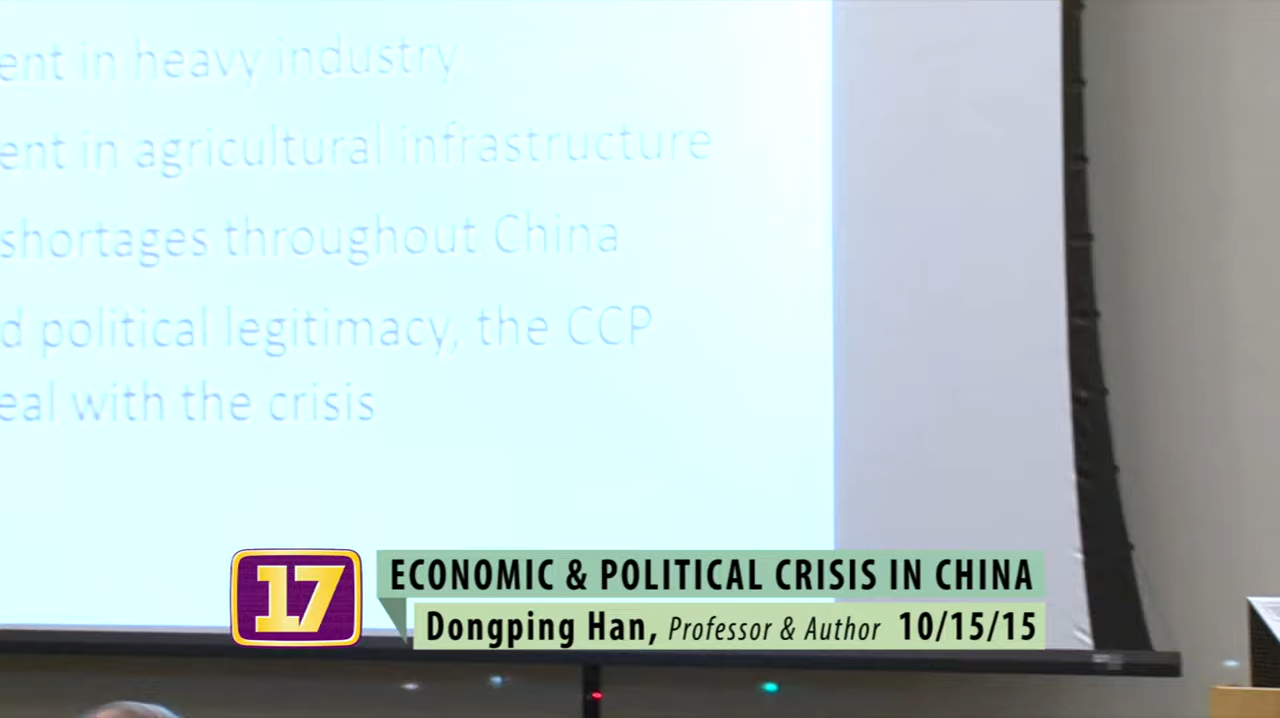 ent in heavy industry
ent in agricultural infrastructure
shortages throughout China
d political legitimacy, the CCP
eal with the crisis
17
ECONOMIC & POLITICAL CRISIS IN CHINA
Dongping Han, Professor & Author 10/15/15